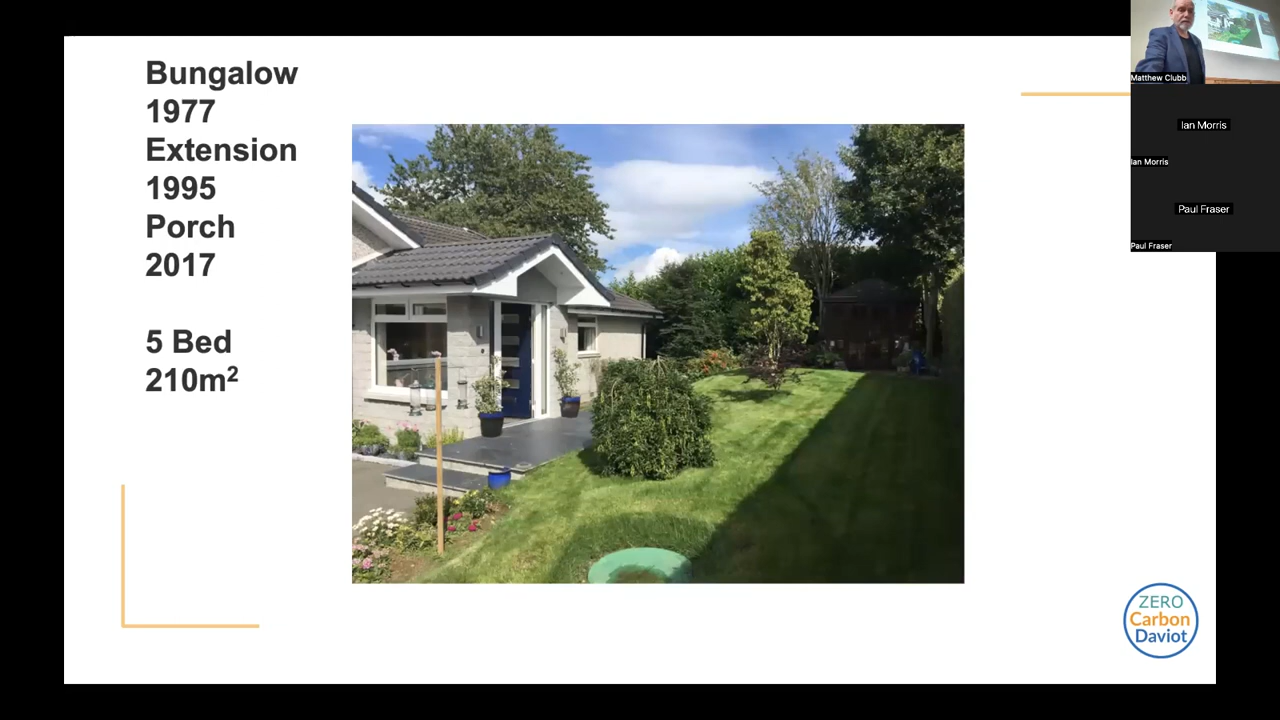 Bungalow
1977
Extension
1995
Porch
2017
5 Bed
210m²
Matthew Clubb
Ian Morris
Ian Morris
Paul Fraser
Paul Fraser
ZERO
Carbon
Daviot